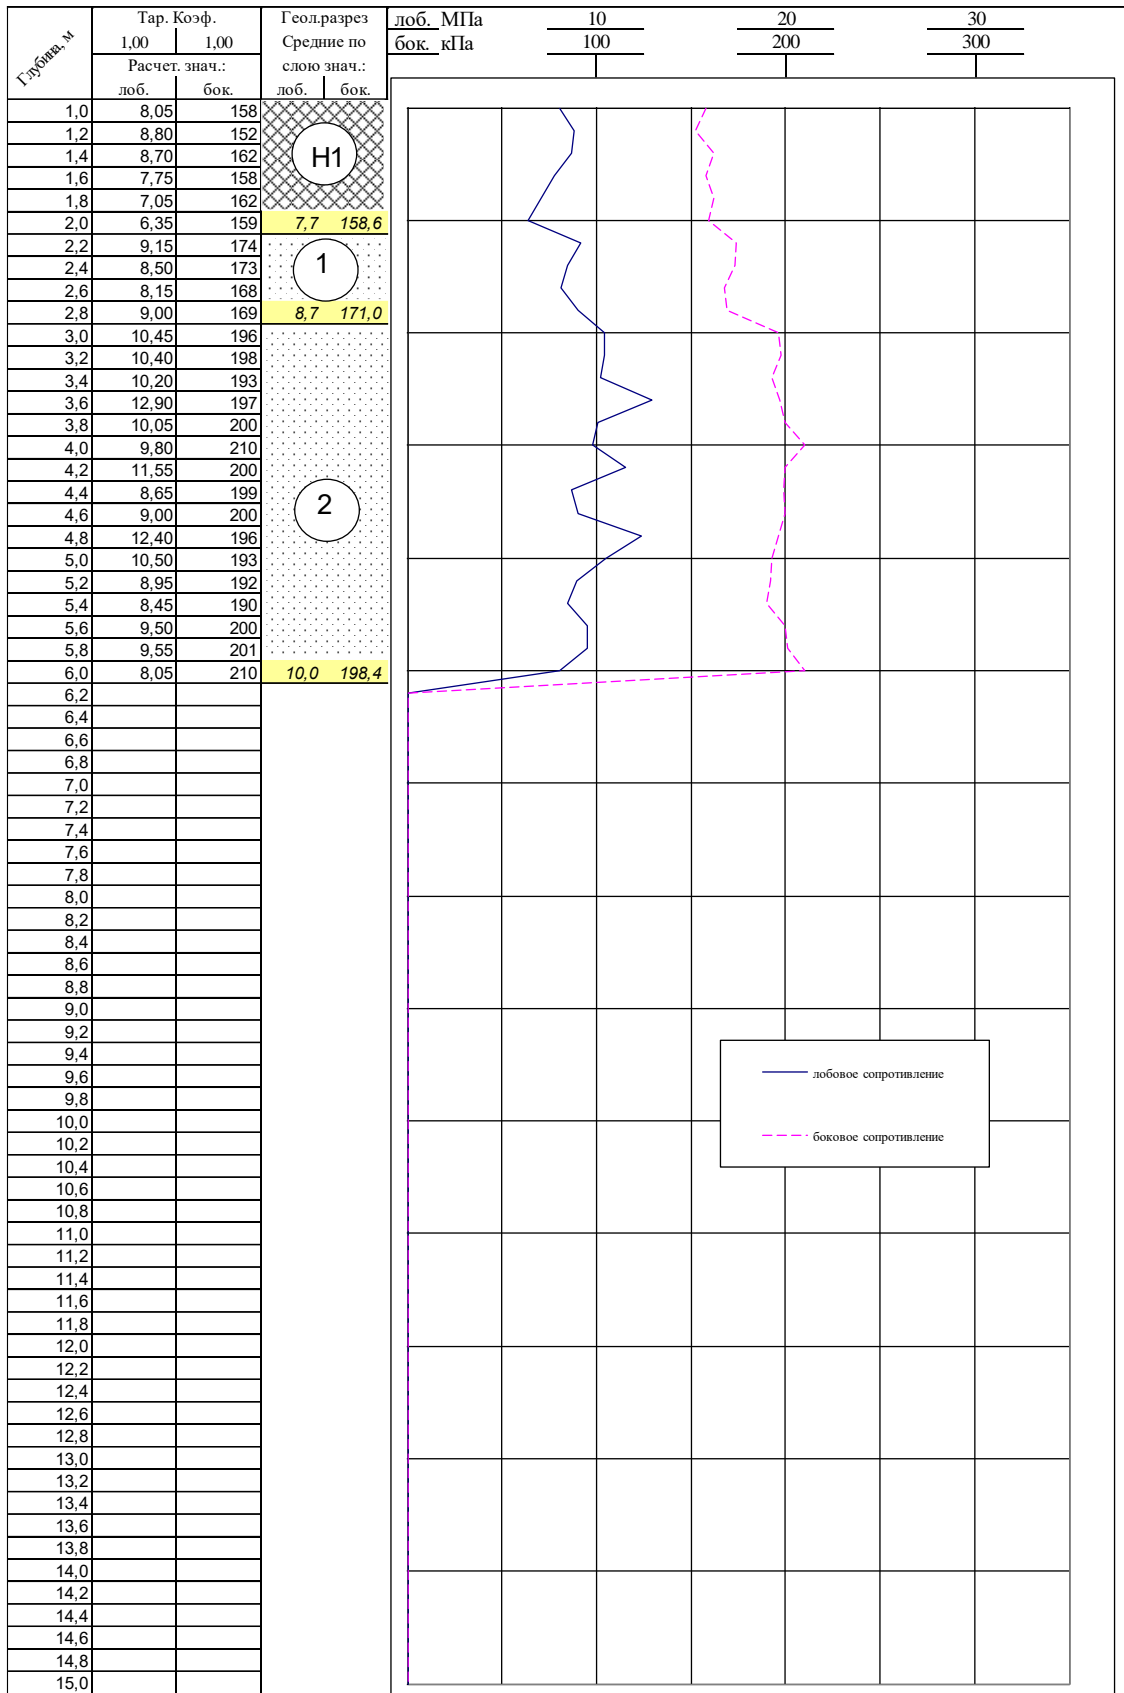 Глубина, м
Тар. Коэф.
1,00 1,00
Расчет. знач.:
лоб. бок.
Геол.разрез
Средние по
слою знач.:
лоб. бок.
лоб. МПа 10 20 30
бок. кПа 100 200 300
1,0 8,05 158
1,2 8,80 152
1,4 8,70 162
Н1
1,6 7,75 158
1,8 7,05 162
2,0 6,35 159 7,7 158,6
2,2 9,15 174
2,4 8,50 173
1
2,6 8,15 168
2,8 9,00 169 8,7 171,0
3,0 10,45 196
3,2 10,40 198
3,4 10,20 193
3,6 12,90 197
3,8 10,05 200
4,0 9,80 210
4,2 11,55 200
4,4 8,65 199
2
4,6 9,00 200
4,8 12,40 196
5,0 10,50 193
5,2 8,95 192
5,4 8,45 190
5,6 9,50 200
5,8 9,55 201
6,0 8,05 210 10,0 198,4
6,2
6,4
6,6
6,8
7,0
7,2
7,4
7,6
7,8
8,0
8,2
8,4
8,6
8,8
9,0
9,2
9,4
9,6
9,8
10,0
10,2
10,4
10,6
10,8
11,0
11,2
11,4
11,6
11,8
12,0
12,2
12,4
12,6
12,8
13,0
13,2
13,4
13,6
13,8
14,0
14,2
14,4
14,6
14,8
15,0
лобовое сопротивление
боковое сопротивление